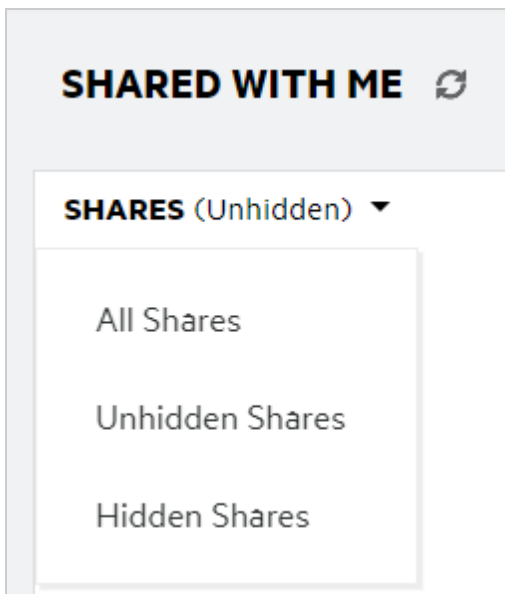 SHARED WITH ME
SHARES (Unhidden)
All Shares
Unhidden Shares
Hidden Shares